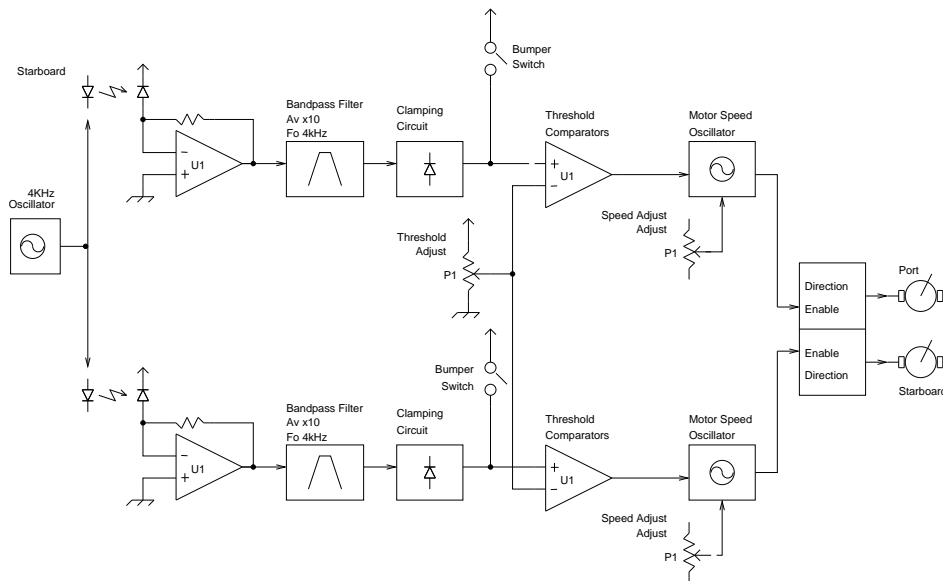 Bumper
Switch
Starboard
Bandpass Filter
Av x10
Fo 4kHz
Clamping
Circuit
Threshold
Comparators
Motor Speed
Oscillator
U1
U1
4KHz
Oscillator
Threshold
Adjust
P1
Speed Adjust
Adjust
P1
Direction
Enable
Port
Enable
Direction
Starboard
Bumper
Switch
Bandpass Filter
Av x10
Fo 4kHz
Clamping
Circuit
Threshold
Comparators
Motor Speed
Oscillator
U1
U1
Speed Adjust
Adjust
P1